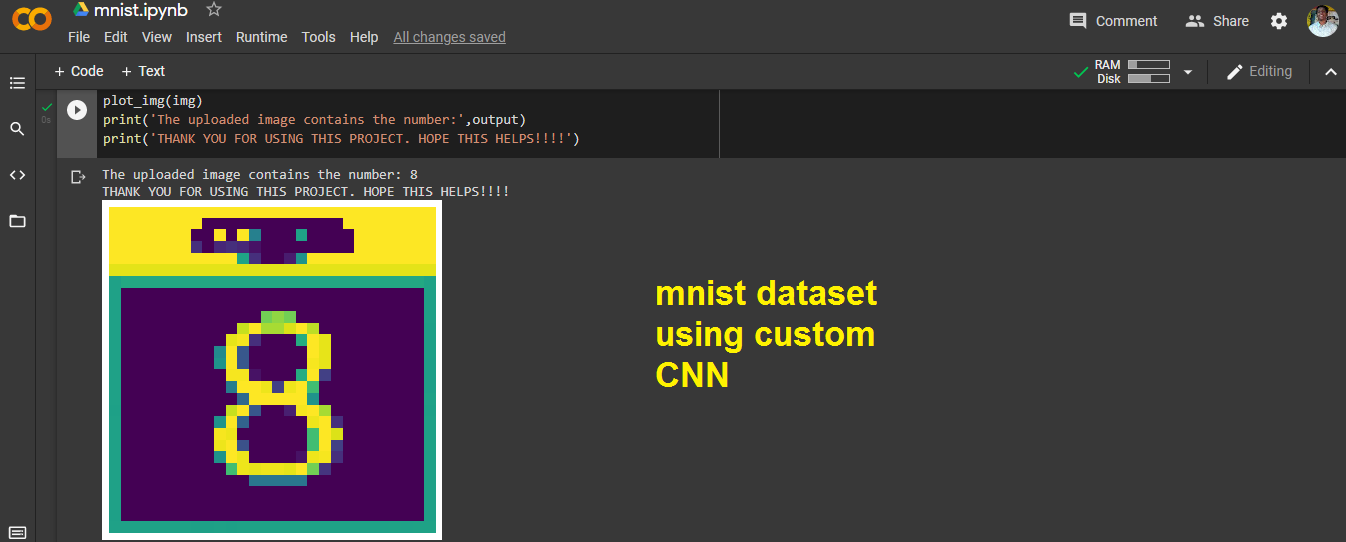 mnist.ipynb
Comment
Share
File Edit View Insert Runtime Tools Help All changes saved
+ Code + Text
RAM
Disk
Editing
0s
plot_img(img)
print('The uploaded image contains the number:',output)
print('THANK YOU FOR USING THIS PROJECT. HOPE THIS HELPS!!!!')
The uploaded image contains the number: 8
THANK YOU FOR USING THIS PROJECT. HOPE THIS HELPS!!!!
8
mnist dataset
using custom
CNN